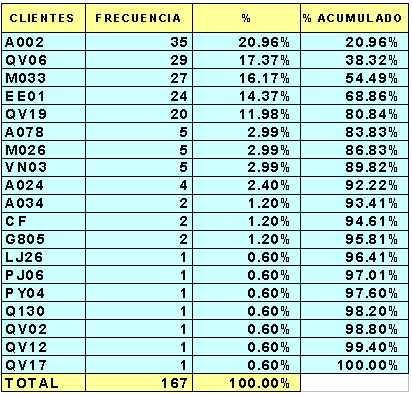 CLIENTES FRECUENCIA % % ACUMULADO
A002 35 20.96% 20.96%
QV06 29 17.37% 38.32%
M033 27 16.17% 54.49%
EE01 24 14.37% 68.86%
QV19 20 11.98% 80.84%
A078 5 2.99% 83.83%
M026 5 2.99% 86.83%
VN03 5 2.99% 89.82%
A024 4 2.40% 92.22%
A034 2 1.20% 93.41%
CF 2 1.20% 94.61%
G805 2 1.20% 95.81%
LJ26 1 0.60% 96.41%
PJ06 1 0.60% 97.01%
PY04 1 0.60% 97.60%
Q130 1 0.60% 98.20%
QV02 1 0.60% 98.80%
QV12 1 0.60% 99.40%
QV17 1 0.60% 100.00%
TOTAL 167 100.00%